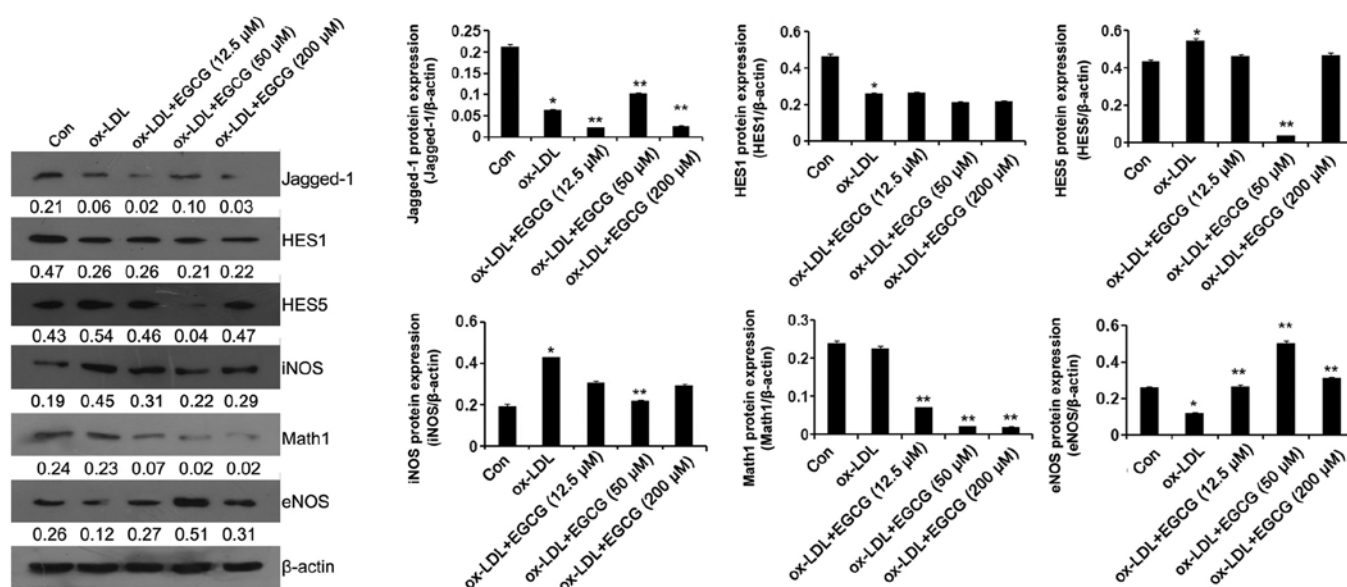 Con
ox-LDL
ox-LDL+EGCG (12.5 µM)
ox-LDL+EGCG (50 µM)
ox-LDL+EGCG (200 µM)
Jagged-1
0.21 0.06 0.02 0.10 0.03
HES1
0.47 0.26 0.26 0.21 0.22
HES5
0.43 0.54 0.46 0.04 0.47
iNOS
0.19 0.45 0.31 0.22 0.29
Math1
0.24 0.23 0.07 0.02 0.02
eNOS
0.26 0.12 0.27 0.51 0.31
β-actin
Jagged-1 protein expression
(Jagged-1/β-actin)
0.25
0.2
0.15
0.1
0.05
0
*
**
**
**
Con
ox-LDL
ox-LDL+EGCG (12.5 µM)
ox-LDL+EGCG (50 µM)
ox-LDL+EGCG (200 µM)
HES1 protein expression
(HES1/β-actin)
0.6
0.4
0.2
0
*
Con
ox-LDL
ox-LDL+EGCG (12.5 µM)
ox-LDL+EGCG (50 µM)
ox-LDL+EGCG (200 µM)
HES5 protein expression
(HES5/β-actin)
0.6
0.4
0.2
0
*
**
Con
ox-LDL
ox-LDL+EGCG (12.5 µM)
ox-LDL+EGCG (50 µM)
ox-LDL+EGCG (200 µM)
iNOS protein expression
(iNOS/β-actin)
0.6
0.4
0.2
0
*
**
Con
ox-LDL
ox-LDL+EGCG (12.5 µM)
ox-LDL+EGCG (50 µM)
ox-LDL+EGCG (200 µM)
Math1 protein expression
(Math1/β-actin)
0.3
0.2
0.1
0
**
**
**
Con
ox-LDL
ox-LDL+EGCG (12.5 µM)
ox-LDL+EGCG (50 µM)
ox-LDL+EGCG (200 µM)
eNOS protein expression
(eNOS/β-actin)
0.6
0.4
0.2
0
*
**
**
**
Con
ox-LDL
ox-LDL+EGCG (12.5 µM)
ox-LDL+EGCG (50 µM)
ox-LDL+EGCG (200 µM)